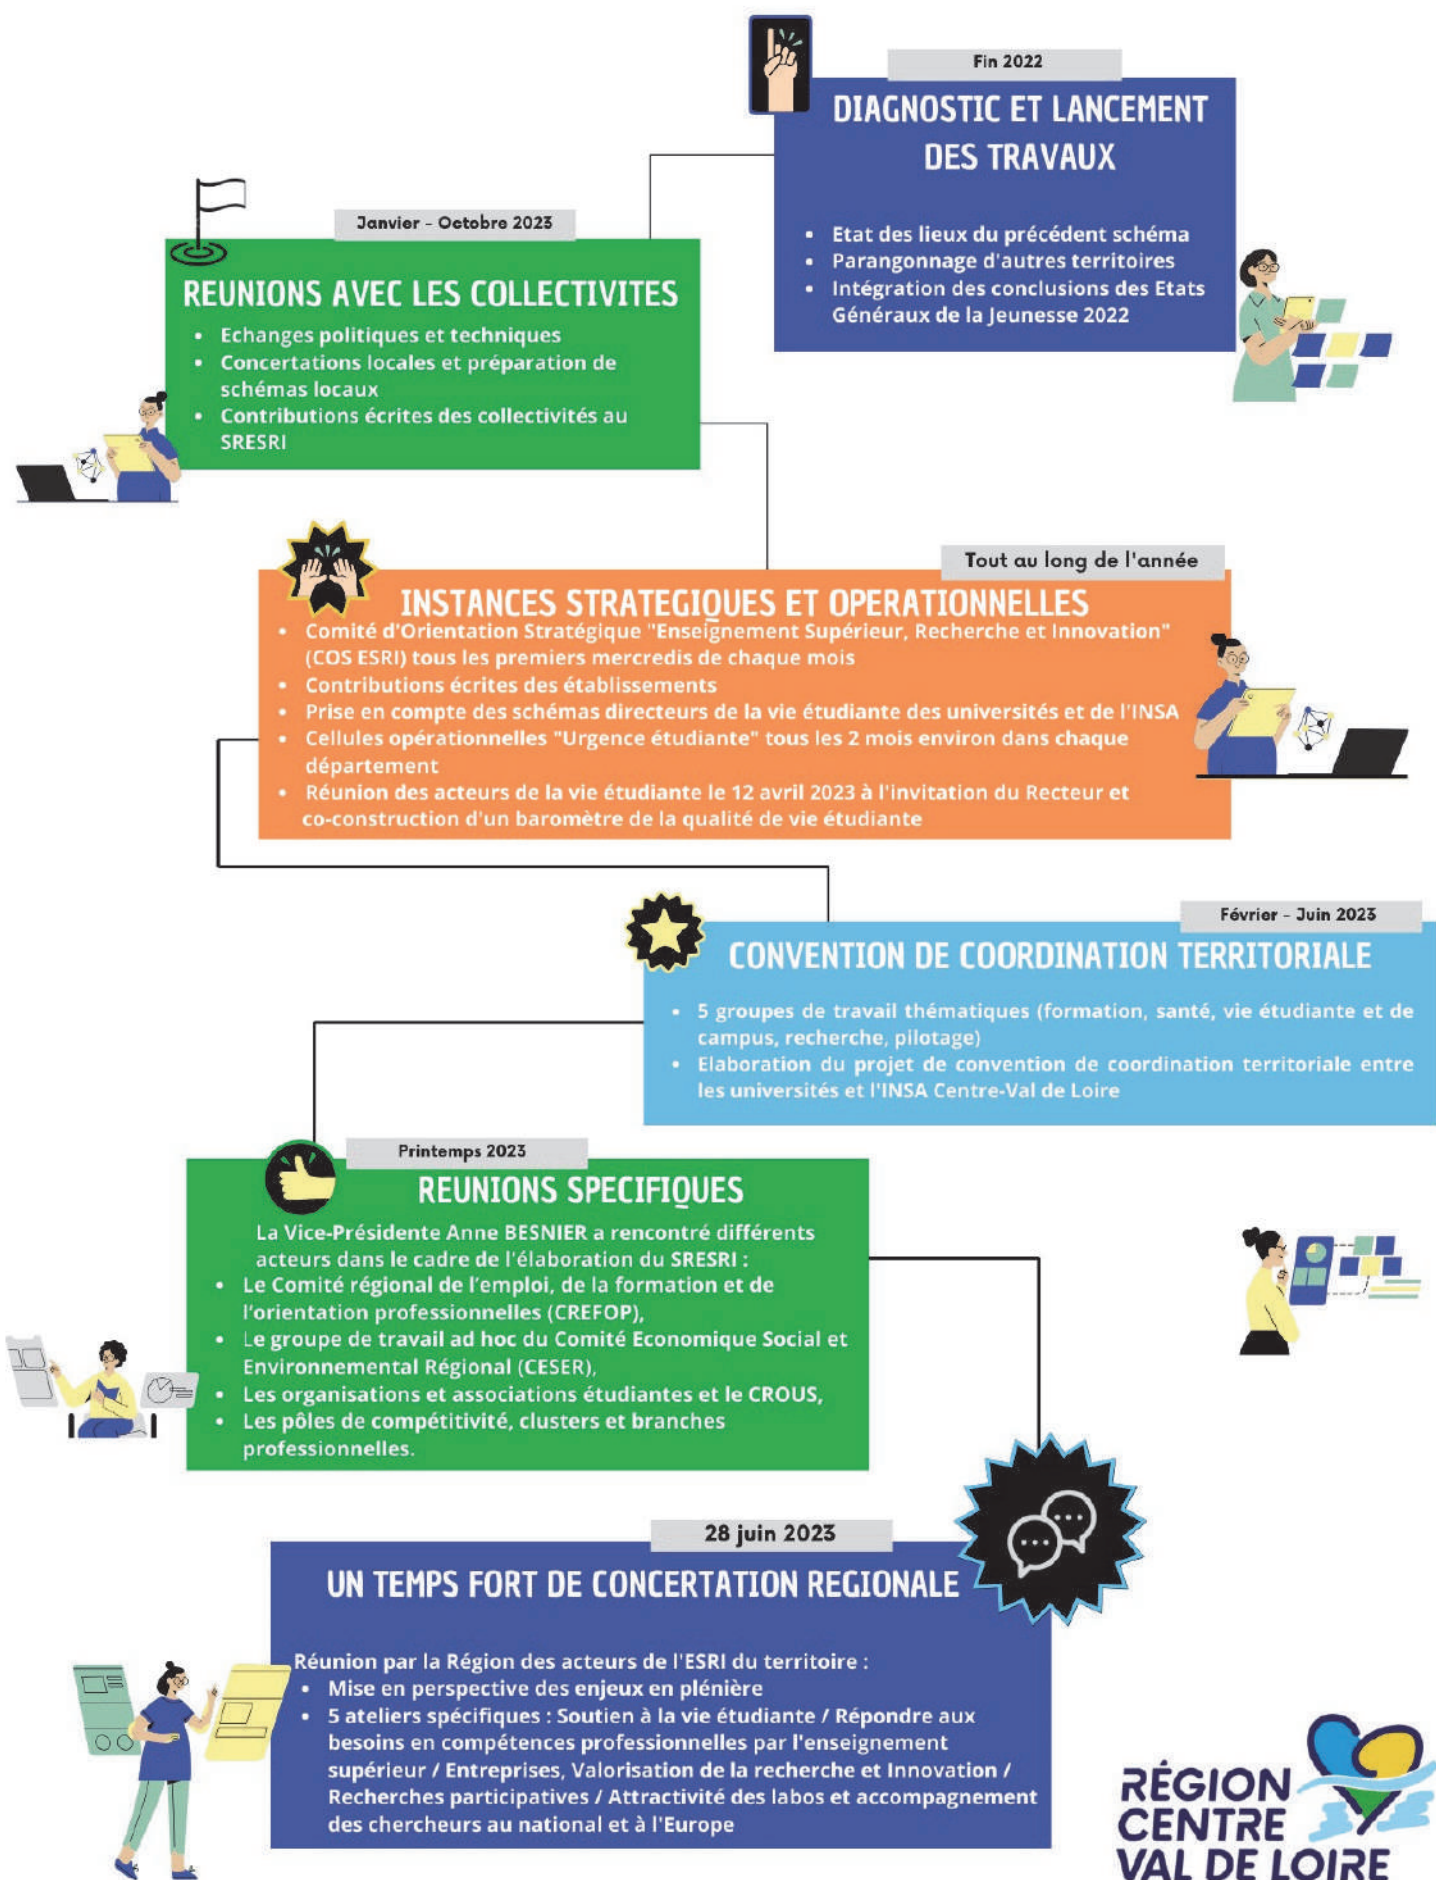 Fin 2022
DIAGNOSTIC ET LANCEMENT
DES TRAVAUX
• Etat des lieux du précédent schéma
• Parangonnage d'autres territoires
• Intégration des conclusions des Etats
Généraux de la Jeunesse 2022
Janvier - Octobre 2023
REUNIONS AVEC LES COLLECTIVITES
• Echanges politiques et techniques
• Concertations locales et préparation de
schémas locaux
• Contributions écrites des collectivités au
SRESRI
Tout au long de l'année
INSTANCES STRATEGIQUES ET OPERATIONNELLES
• Comité d'Orientation Stratégique "Enseignement Supérieur, Recherche et Innovation"
(COS ESRI) tous les premiers mercredis de chaque mois
• Contributions écrites des établissements
• Prise en compte des schémas directeurs de la vie étudiante des universités et de l'INSA
• Cellules opérationnelles "Urgence étudiante" tous les 2 mois environ dans chaque
département
• Réunion des acteurs de la vie étudiante le 12 avril 2023 à l'invitation du Recteur et
co-construction d'un baromètre de la qualité de vie étudiante
Février - Juin 2023
CONVENTION DE COORDINATION TERRITORIALE
• 5 groupes de travail thématiques (formation, santé, vie étudiante et de
campus, recherche, pilotage)
• Elaboration du projet de convention de coordination territoriale entre
les universités et l'INSA Centre-Val de Loire
Printemps 2023
REUNIONS SPECIFIQUES
La Vice-Présidente Anne BESNIER a rencontré différents
acteurs dans le cadre de l'élaboration du SRESRI :
• Le Comité régional de l'emploi, de la formation et de
l'orientation professionnelles (CREFOP),
• Le groupe de travail ad hoc du Comité Economique Social et
Environnemental Régional (CESER),
• Les organisations et associations étudiantes et le CROUS,
• Les pôles de compétitivité, clusters et branches
professionnelles.
28 juin 2023
UN TEMPS FORT DE CONCERTATION REGIONALE
Réunion par la Région des acteurs de l'ESRI du territoire :
• Mise en perspective des enjeux en plénière
• 5 ateliers spécifiques : Soutien à la vie étudiante / Répondre aux
besoins en compétences professionnelles par l'enseignement
supérieur / Entreprises, Valorisation de la recherche et Innovation /
Recherches participatives / Attractivité des labos et accompagnement
des chercheurs au national et à l'Europe
RÉGION
CENTRE
VAL DE LOIRE